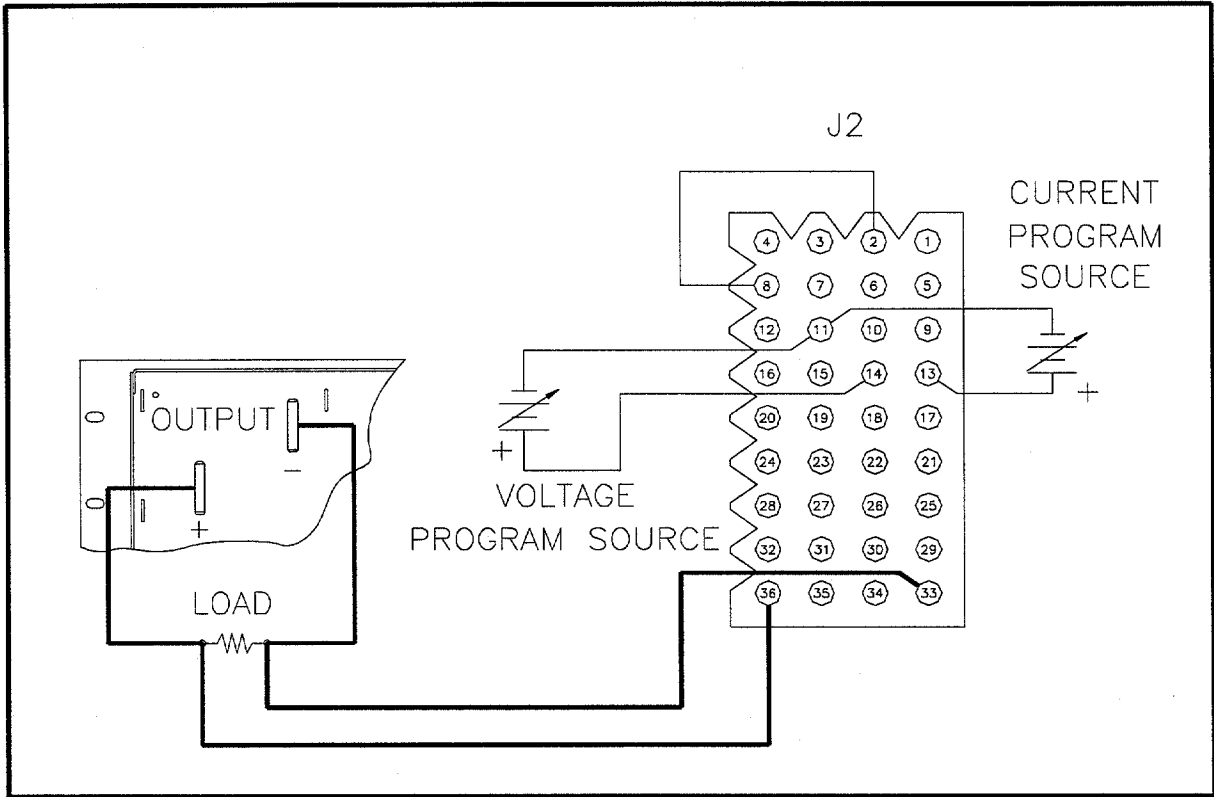 J2
CURRENT
PROGRAM
SOURCE
4 3 2 1
8 7 6 5
12 11 10 9
16 15 14 13
+
20 19 18 17
24 23 22 21
28 27 26 25
32 31 30 29
36 35 34 33
OUTPUT
−
+
+
VOLTAGE
PROGRAM SOURCE
LOAD